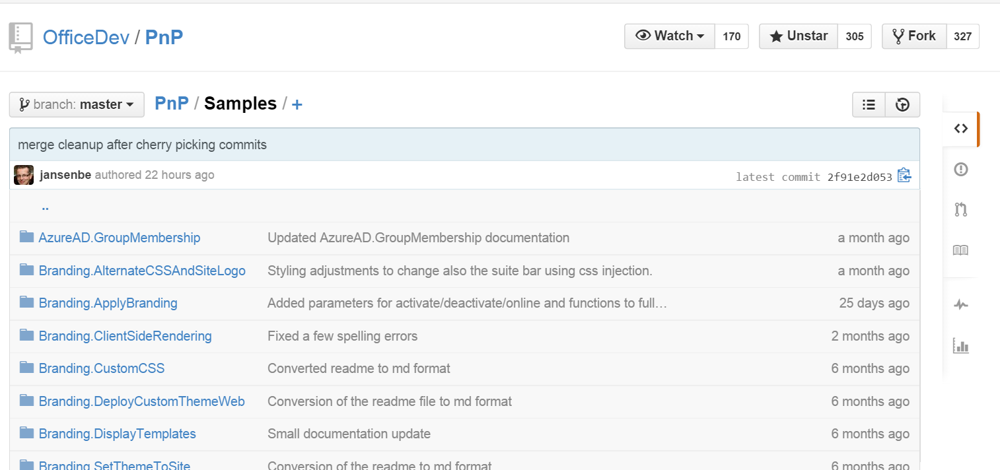 OfficeDev / PnP
Watch 170 Unstar 305 Fork 327
branch: master PnP / Samples / +
merge cleanup after cherry picking commits
jansenbe authored 22 hours ago latest commit 2f91e2d053
..
AzureAD.GroupMembership Updated AzureAD.GroupMembership documentation a month ago
Branding.AlternateCSSAndSiteLogo Styling adjustments to change also the suite bar using css injection. a month ago
Branding.ApplyBranding Added parameters for activate/deactivate/online and functions to full… 25 days ago
Branding.ClientSideRendering Fixed a few spelling errors 2 months ago
Branding.CustomCSS Converted readme to md format 6 months ago
Branding.DeployCustomThemeWeb Conversion of the readme file to md format 6 months ago
Branding.DisplayTemplates Small documentation update 6 months ago
Branding.SetThemeToSite Conversion of the readme to md format 6 months ago